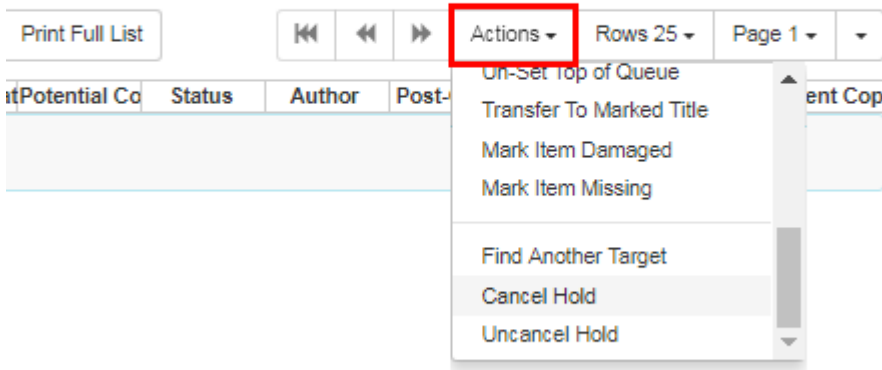 Print Full List
Actions
Rows 25
Page 1
at Potential Co Status Author Post- ent Cop
Un-Set Top of Queue
Transfer To Marked Title
Mark Item Damaged
Mark Item Missing
Find Another Target
Cancel Hold
Uncancel Hold